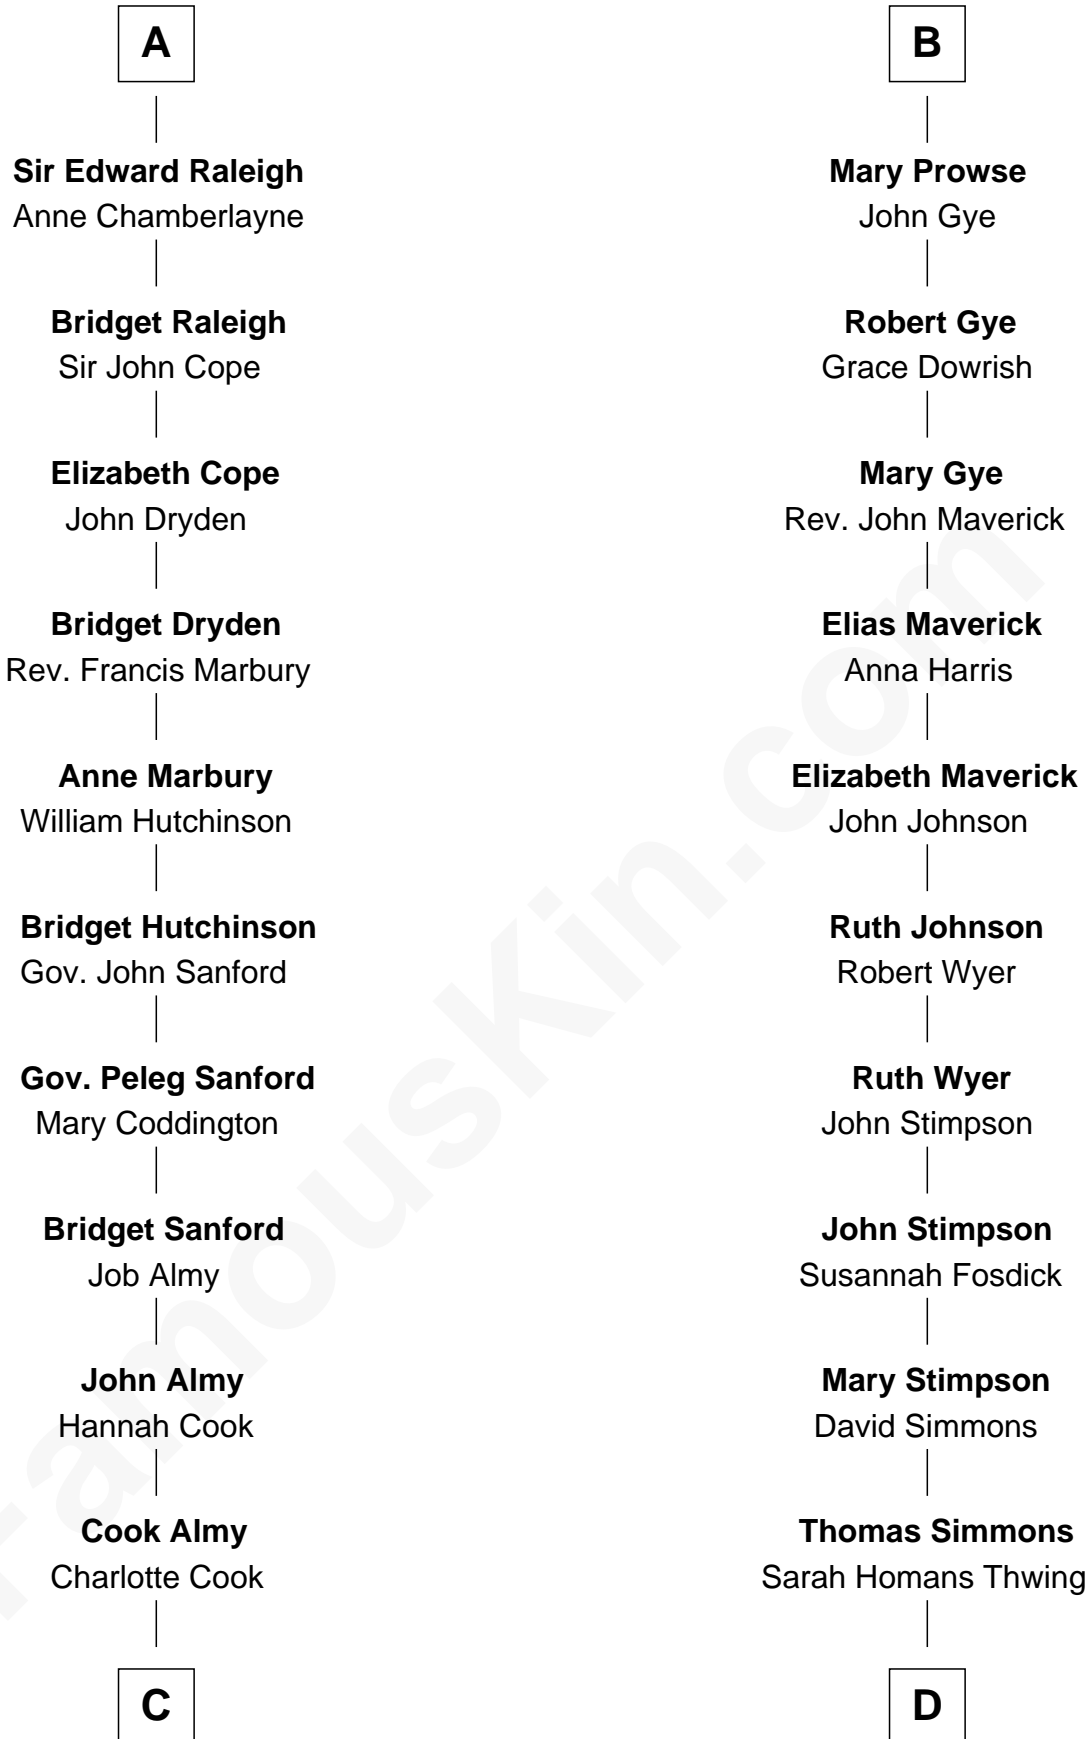 A
Sir Edward Raleigh
Anne Chamberlayne
Bridget Raleigh
Sir John Cope
Elizabeth Cope
John Dryden
Bridget Dryden
Rev. Francis Marbury
Anne Marbury
William Hutchinson
Bridget Hutchinson
Gov. John Sanford
Gov. Peleg Sanford
Mary Coddington
Bridget Sanford
Job Almy
John Almy
Hannah Cook
Cook Almy
Charlotte Cook
C
B
Mary Prowse
John Gye
Robert Gye
Grace Dowrish
Mary Gye
Rev. John Maverick
Elias Maverick
Anna Harris
Elizabeth Maverick
John Johnson
Ruth Johnson
Robert Wyer
Ruth Wyer
John Stimpson
John Stimpson
Susannah Fosdick
Mary Stimpson
David Simmons
Thomas Simmons
Sarah Homans Thwing
D
FamousKin.com